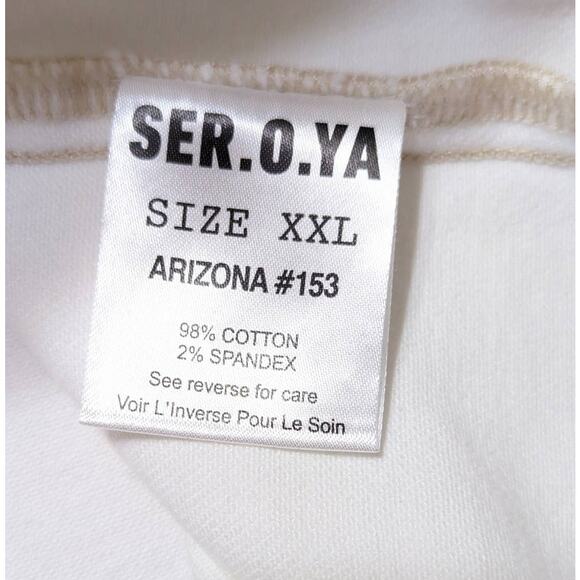 SER.O.YA
SIZE XXL
ARIZONA #153
98% COTTON
2% SPANDEX
See reverse for care
Voir L'Inverse Pour Le Soin